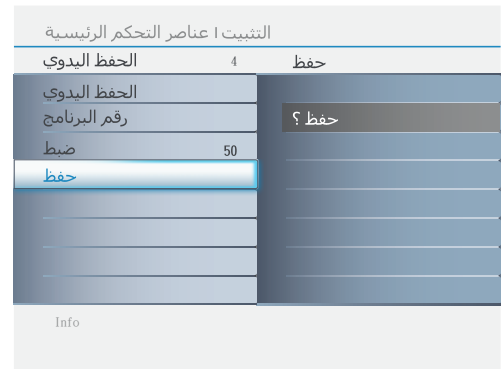 التثبيت ا عناصر التحكم الرئيسية
الحفظ اليدوي 4 حفظ
الحفظ اليدوي
رقم البرنامج
حفظ ؟
ضبط 50
حفظ
Info